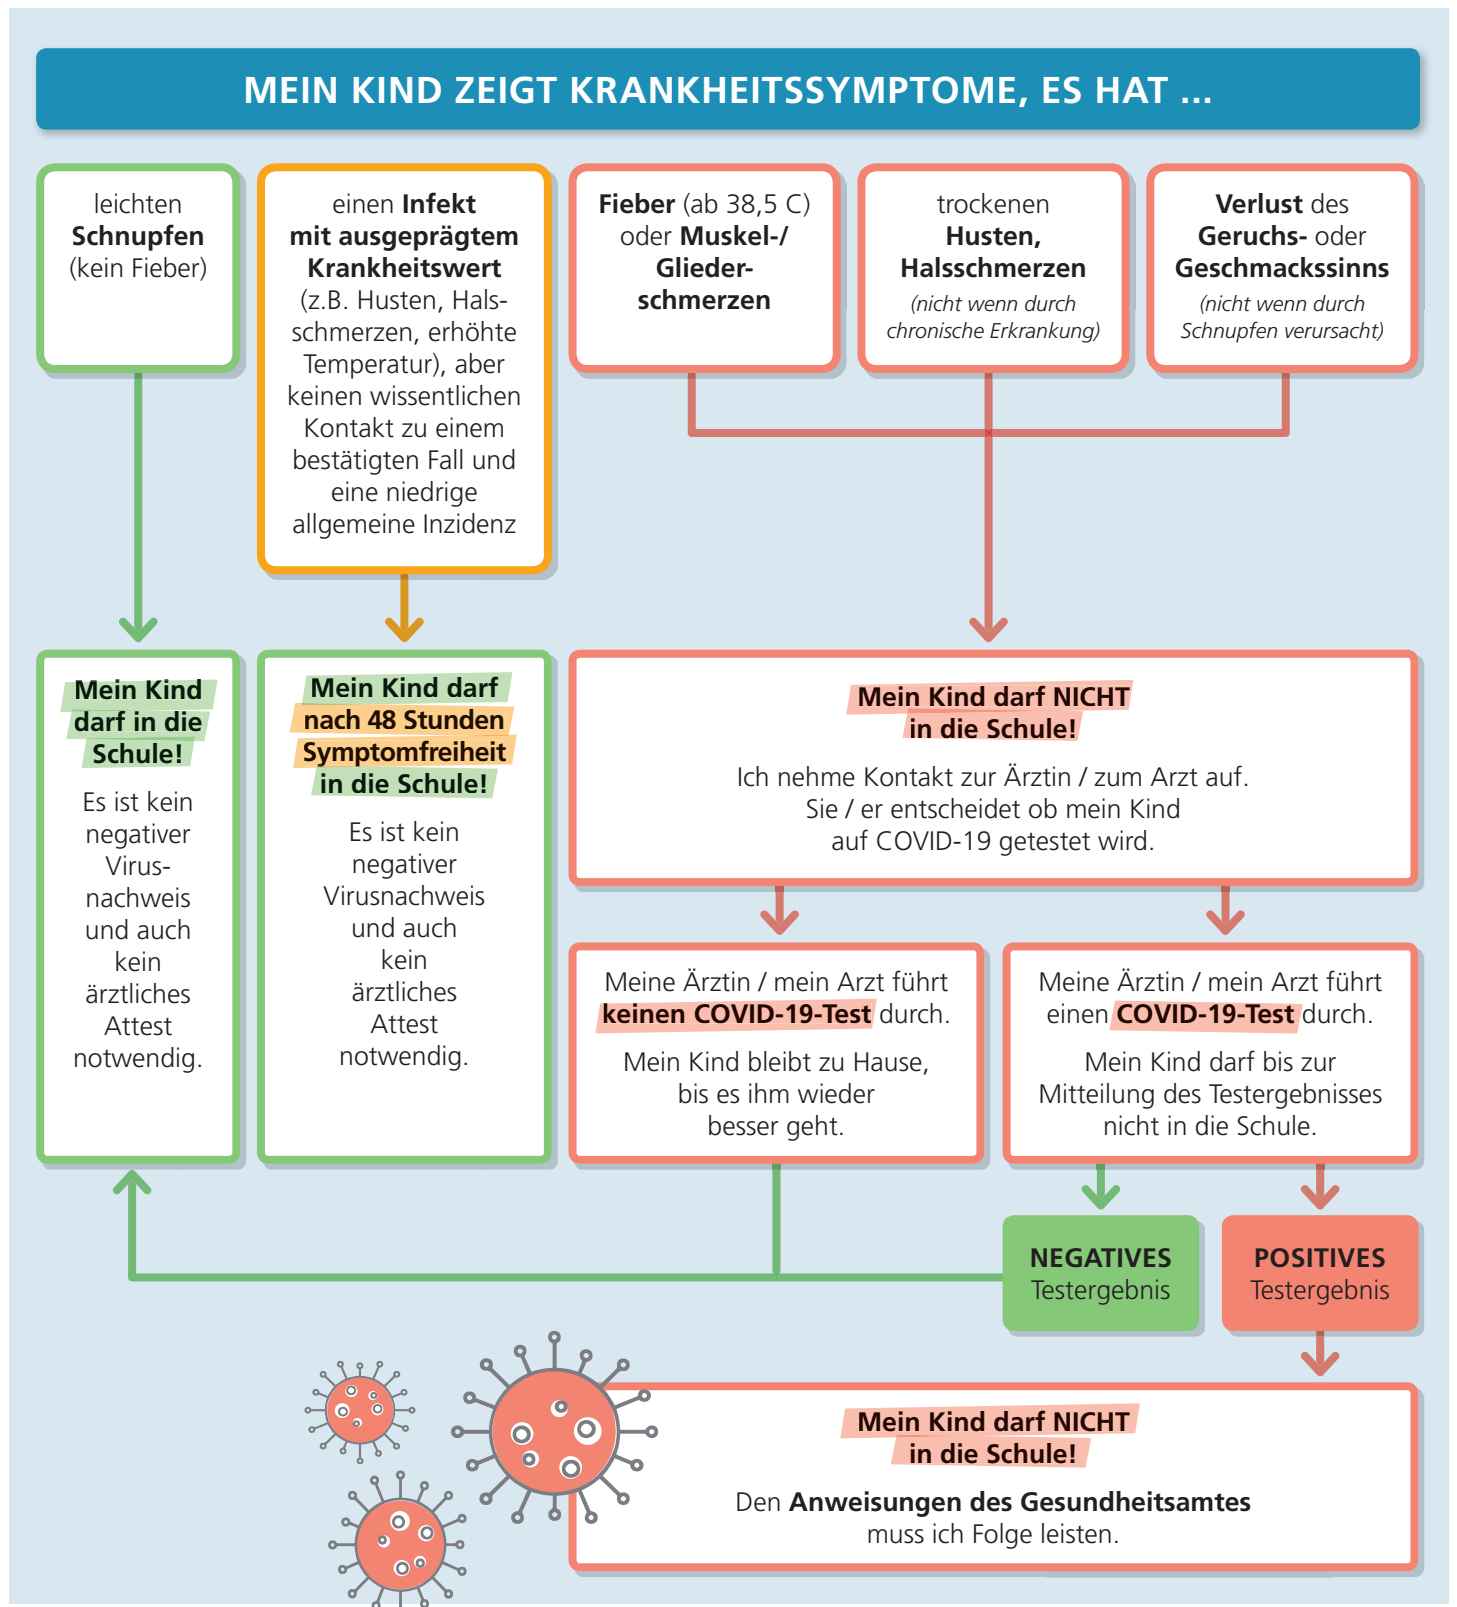 MEIN KIND ZEIGT KRANKHEITSSYMPTOME, ES HAT ...
leichten
Schnupfen
(kein Fieber)
einen Infekt
mit ausgeprägtem
Krankheitswert
(z.B. Husten, Hals-
schmerzen, erhöhte
Temperatur), aber
keinen wissentlichen
Kontakt zu einem
bestätigten Fall und
eine niedrige
allgemeine Inzidenz
Fieber (ab 38,5 C)
oder Muskel-/
Glieder-
schmerzen
trockenen
Husten,
Halsschmerzen
(nicht wenn durch
chronische Erkrankung)
Verlust des
Geruchs- oder
Geschmackssinns
(nicht wenn durch
Schnupfen verursacht)
Mein Kind
darf in die
Schule!
Es ist kein
negativer
Virus-
nachweis
und auch
kein
ärztliches
Attest
notwendig.
Mein Kind darf
nach 48 Stunden
Symptomfreiheit
in die Schule!
Es ist kein
negativer
Virusnachweis
und auch
kein
ärztliches
Attest
notwendig.
Mein Kind darf NICHT
in die Schule!
Ich nehme Kontakt zur Ärztin / zum Arzt auf.
Sie / er entscheidet ob mein Kind
auf COVID-19 getestet wird.
Meine Ärztin / mein Arzt führt
keinen COVID-19-Test durch.
Mein Kind bleibt zu Hause,
bis es ihm wieder
besser geht.
Meine Ärztin / mein Arzt führt
einen COVID-19-Test durch.
Mein Kind darf bis zur
Mitteilung des Testergebnisses
nicht in die Schule.
NEGATIVES
Testergebnis
POSITIVES
Testergebnis
Mein Kind darf NICHT
in die Schule!
Den Anweisungen des Gesundheitsamtes
muss ich Folge leisten.